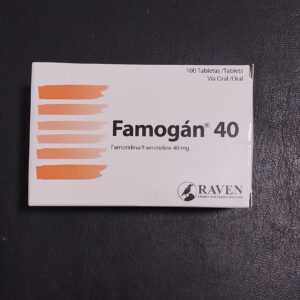 100 Tabletas /Tablets
Vía Oral /Oral
Famogán® 40
Famotidina/Famotidine 40 mg
RAVEN